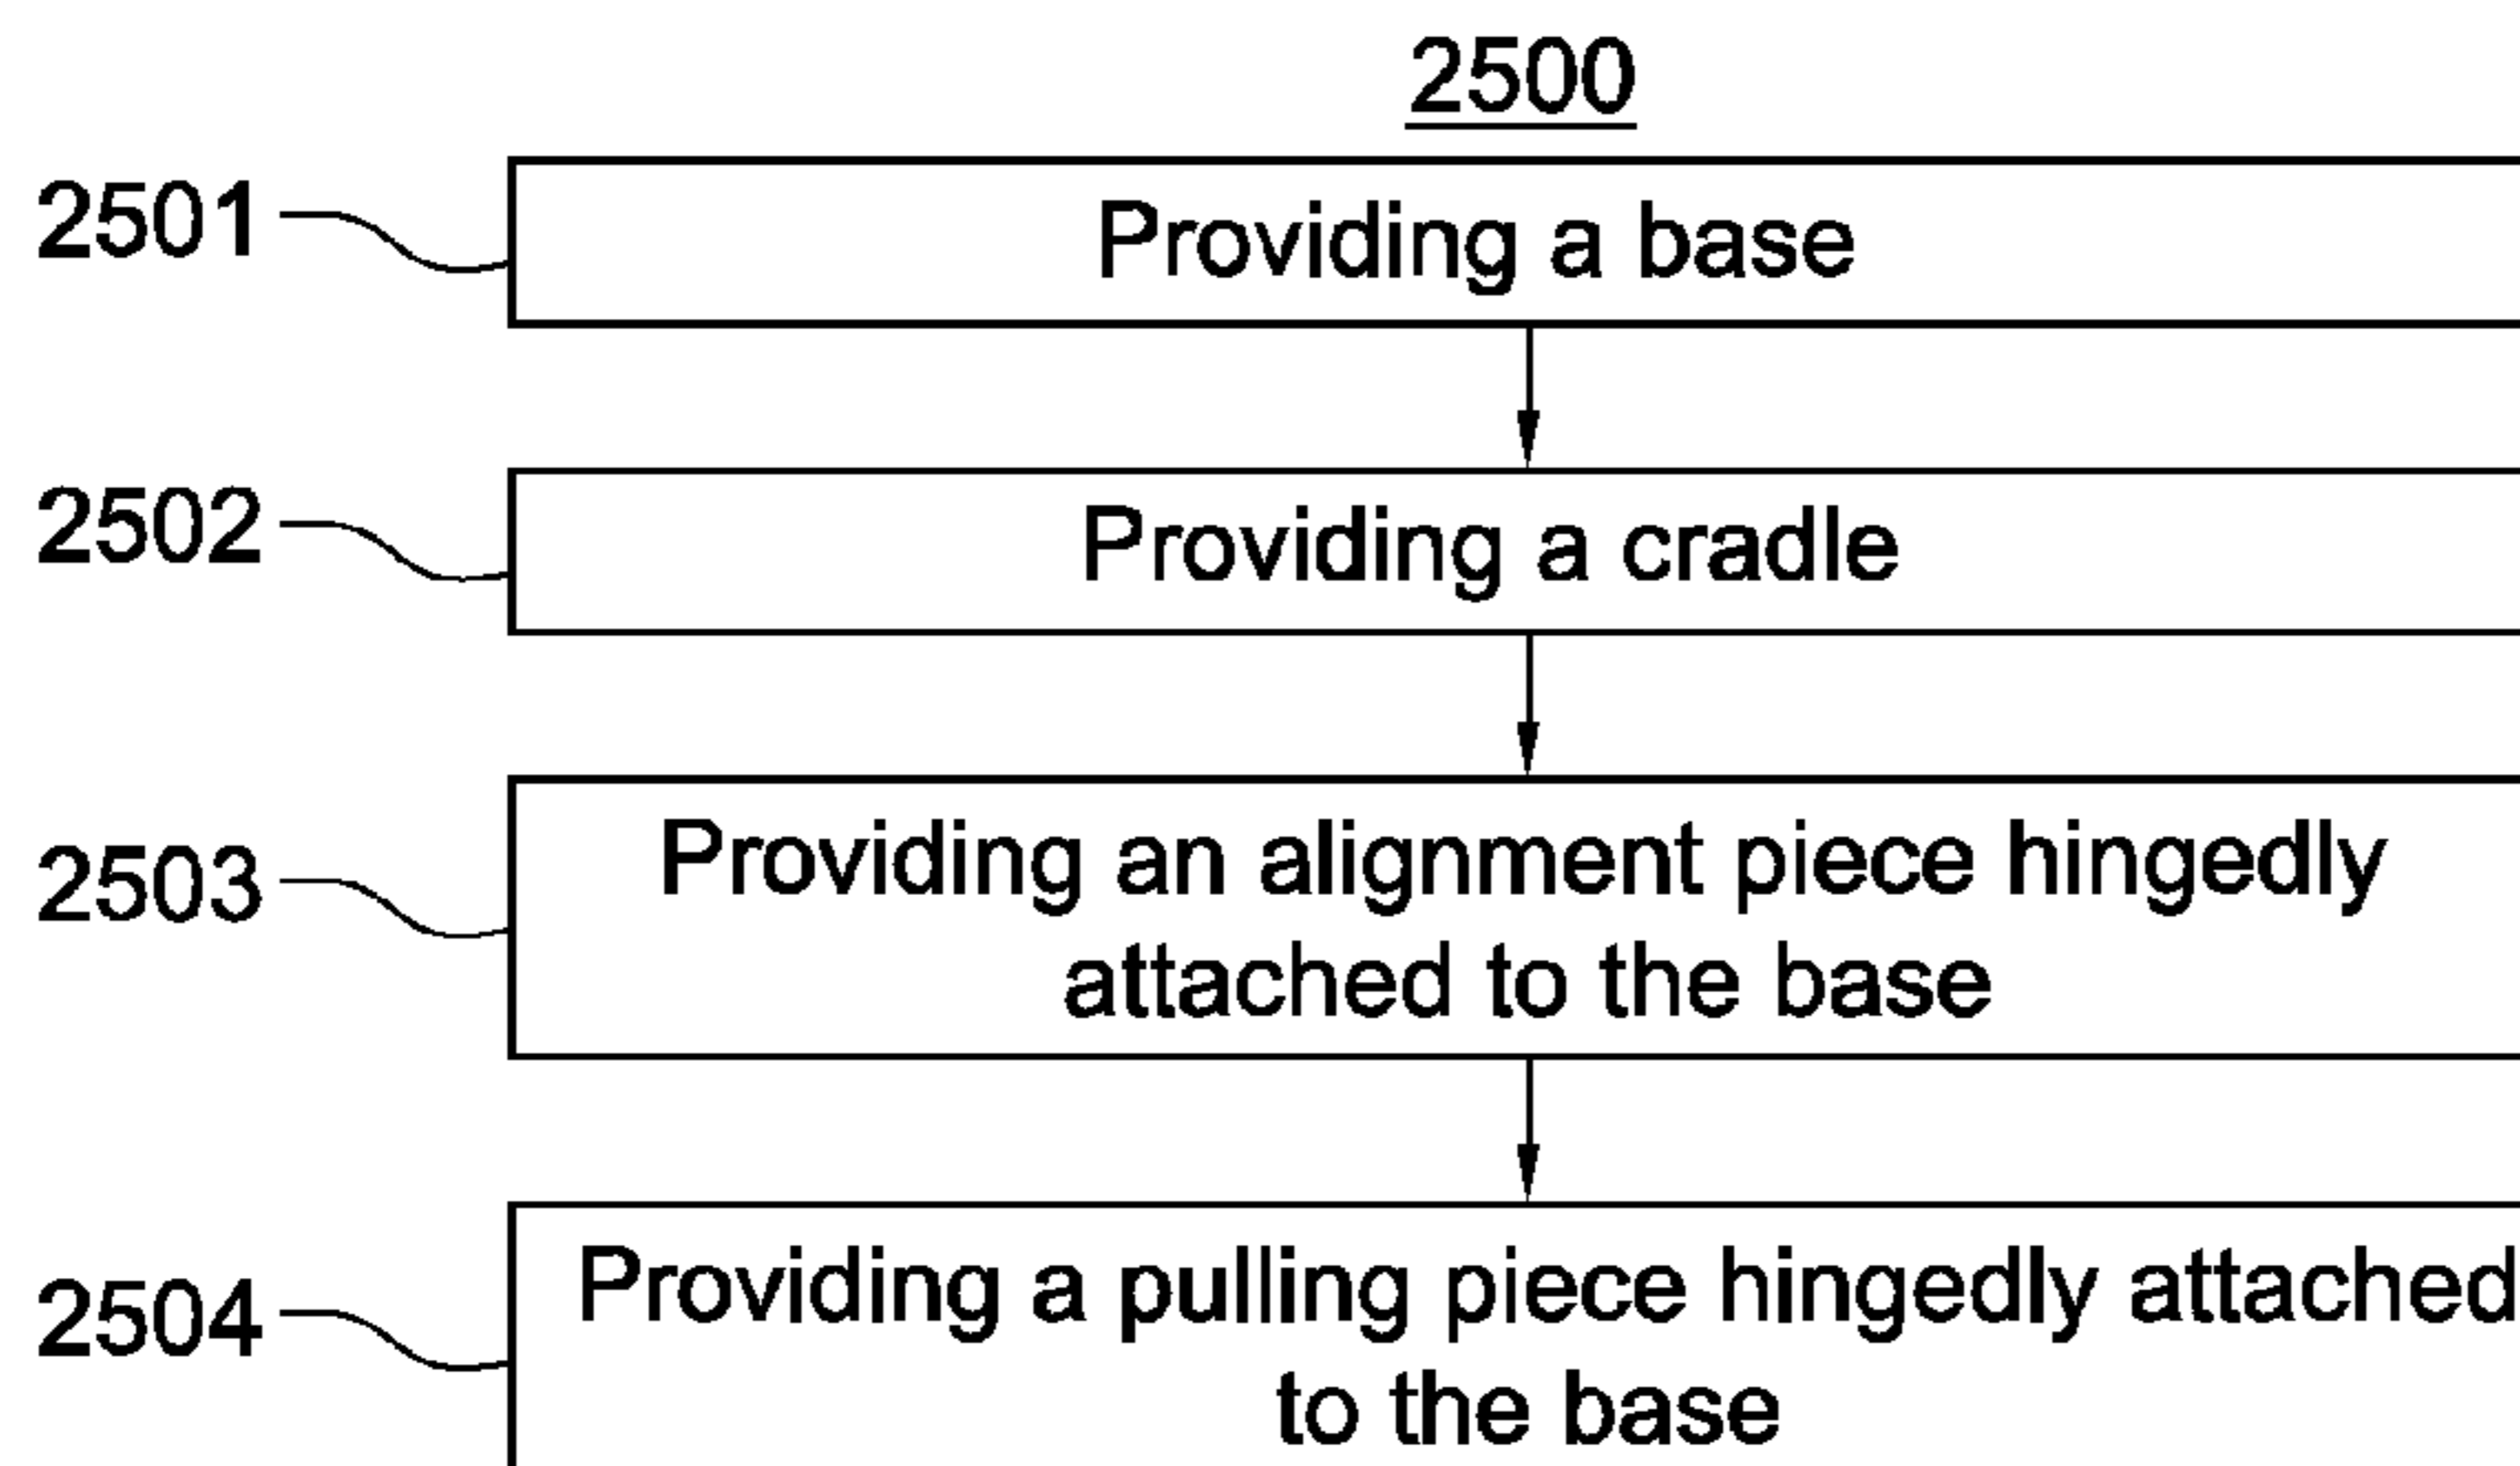 2500
2501
Providing a base
2502
Providing a cradle
2503
Providing an alignment piece hingedly
attached to the base
2504
Providing a pulling piece hingedly attached
to the base